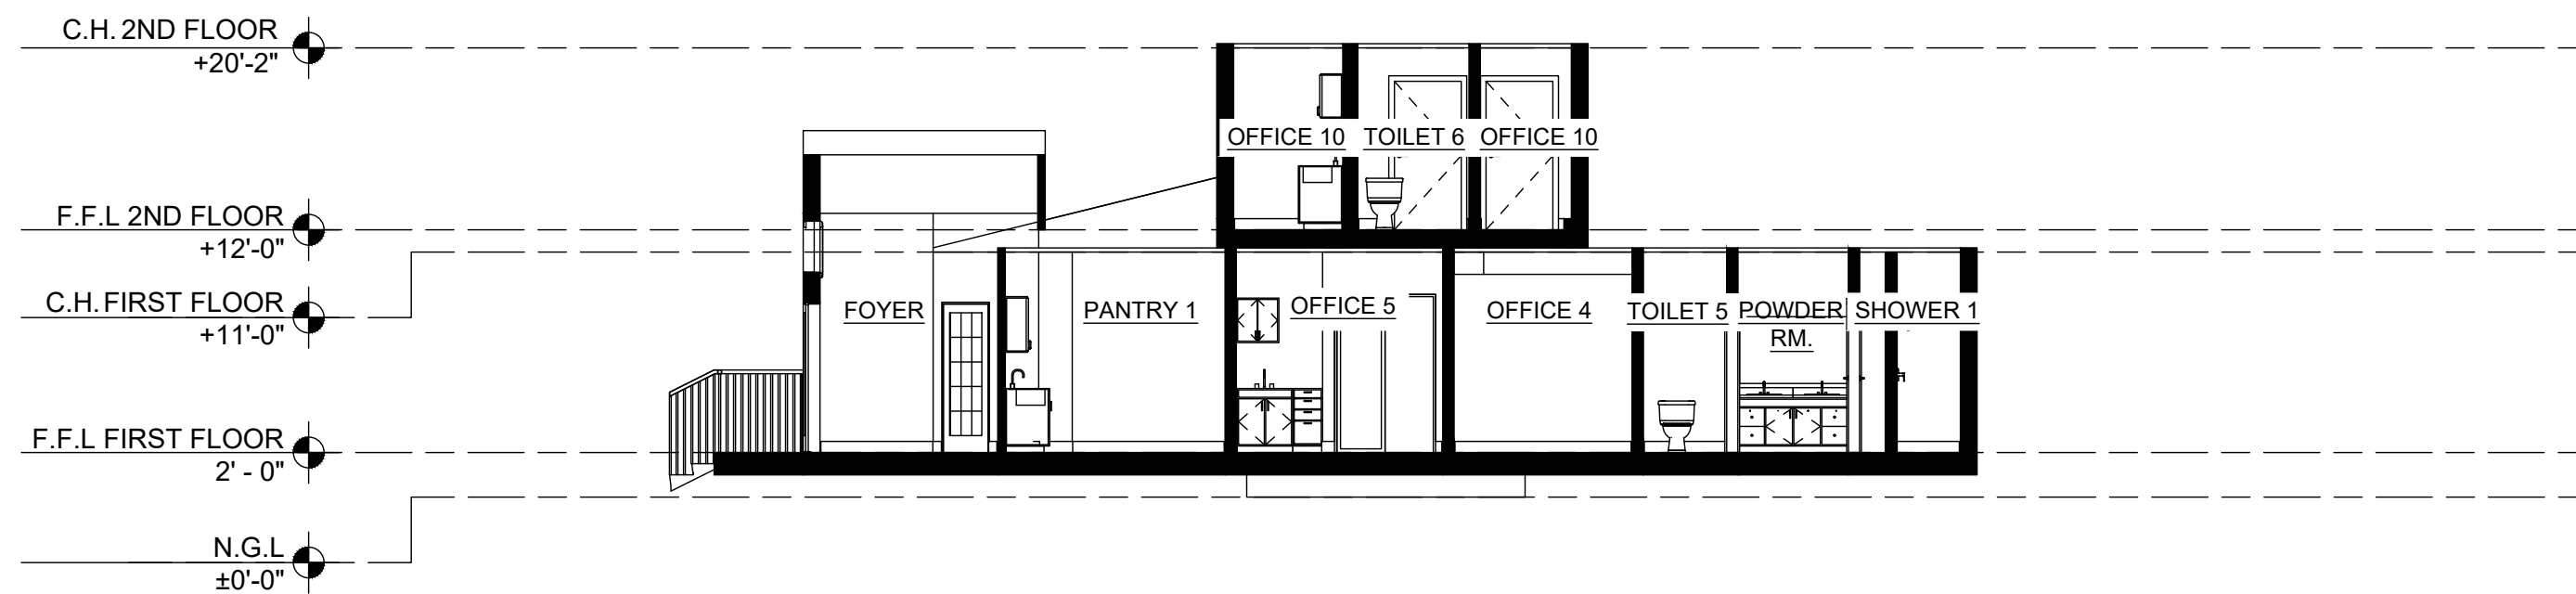 C.H. 2ND FLOOR
+20'-2"
OFFICE 10 TOILET 6 OFFICE 10
F.F.L 2ND FLOOR
+12'-0"
C.H. FIRST FLOOR
+11'-0"
FOYER PANTRY 1 OFFICE 5 OFFICE 4 TOILET 5 POWDER SHOWER 1
RM.
F.F.L FIRST FLOOR
2' - 0"
N.G.L
±0'-0"